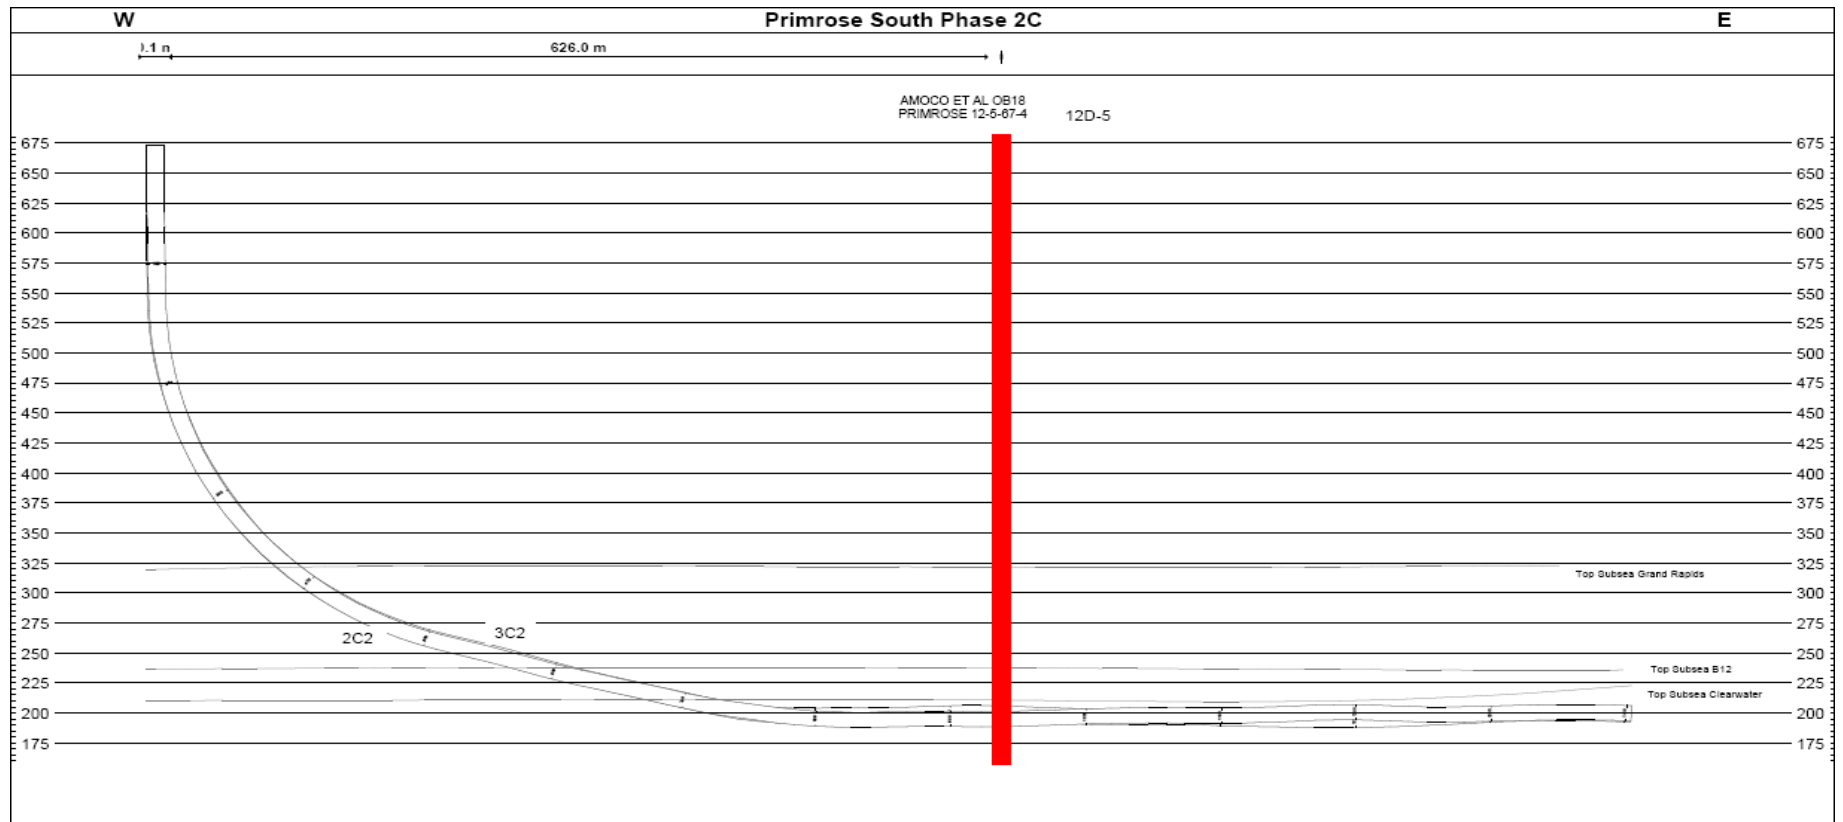 W Primrose South Phase 2C E
626.0 m
AMOCO ET AL OB18
PRIMROSE 12-5-67-4 12D-5
675 675
650 650
625 625
600 600
575 575
550 550
525 525
500 500
475 475
450 450
425 425
400 400
375 375
350 350
325 325
Top Subsea Grand Rapids
300 300
275 275
2C2 3C2
250 250
Top Subsea B12
225 225
Top Subsea Clearwater
200 200
175 175